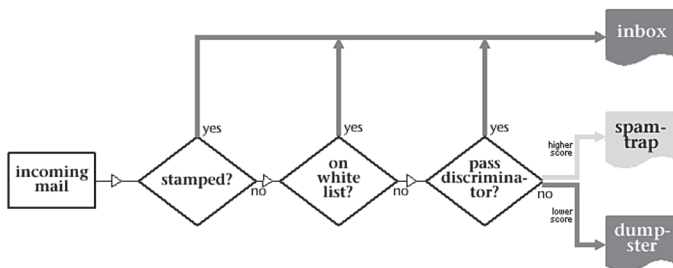 inbox
yes
yes
yes
higher
score
spam-
trap
incoming
mail
stamped?
no
on
white
list?
no
pass
discrimina-
tor?
no
lower
score
dump-
ster